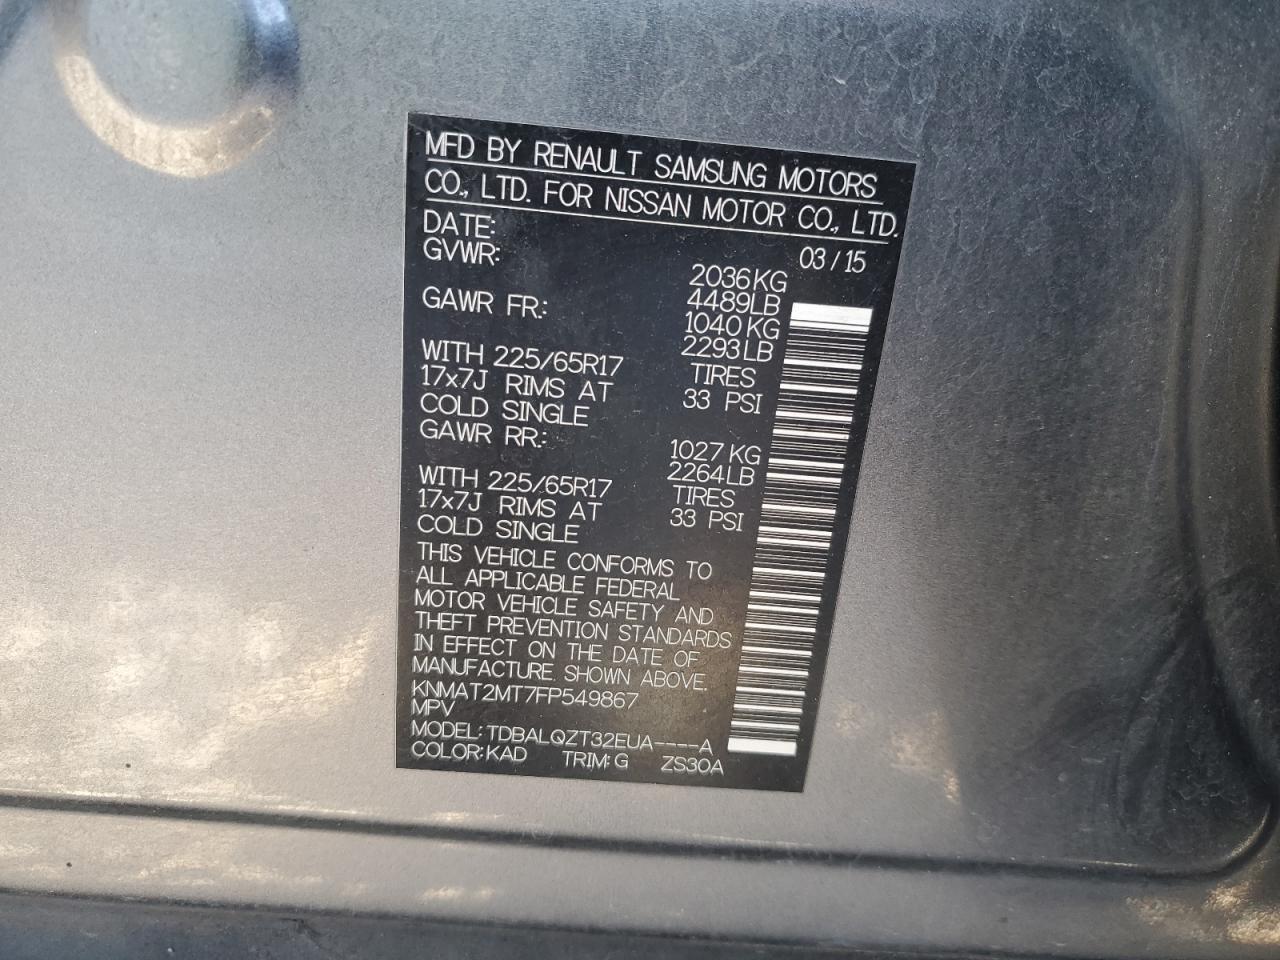 MFD BY RENAULT SAMSUNG MOTORS
CO., LTD. FOR NISSAN MOTOR CO., LTD.
DATE: 03 / 15
GVWR: 2036KG
4489LB
GAWR FR: 1040KG
2293LB
WITH 225/65R17 TIRES
17x7J RIMS AT 33 PSI
COLD SINGLE
GAWR RR: 1027KG
2264LB
WITH 225/65R17 TIRES
17x7J RIMS AT 33 PSI
COLD SINGLE
THIS VEHICLE CONFORMS TO
ALL APPLICABLE FEDERAL
MOTOR VEHICLE SAFETY AND
THEFT PREVENTION STANDARDS
IN EFFECT ON THE DATE OF
MANUFACTURE SHOWN ABOVE.
KNMAT2MT7FP549867
MPV
MODEL: TDBALQZT32EUA----A
COLOR: KAD TRIM: G ZS30A